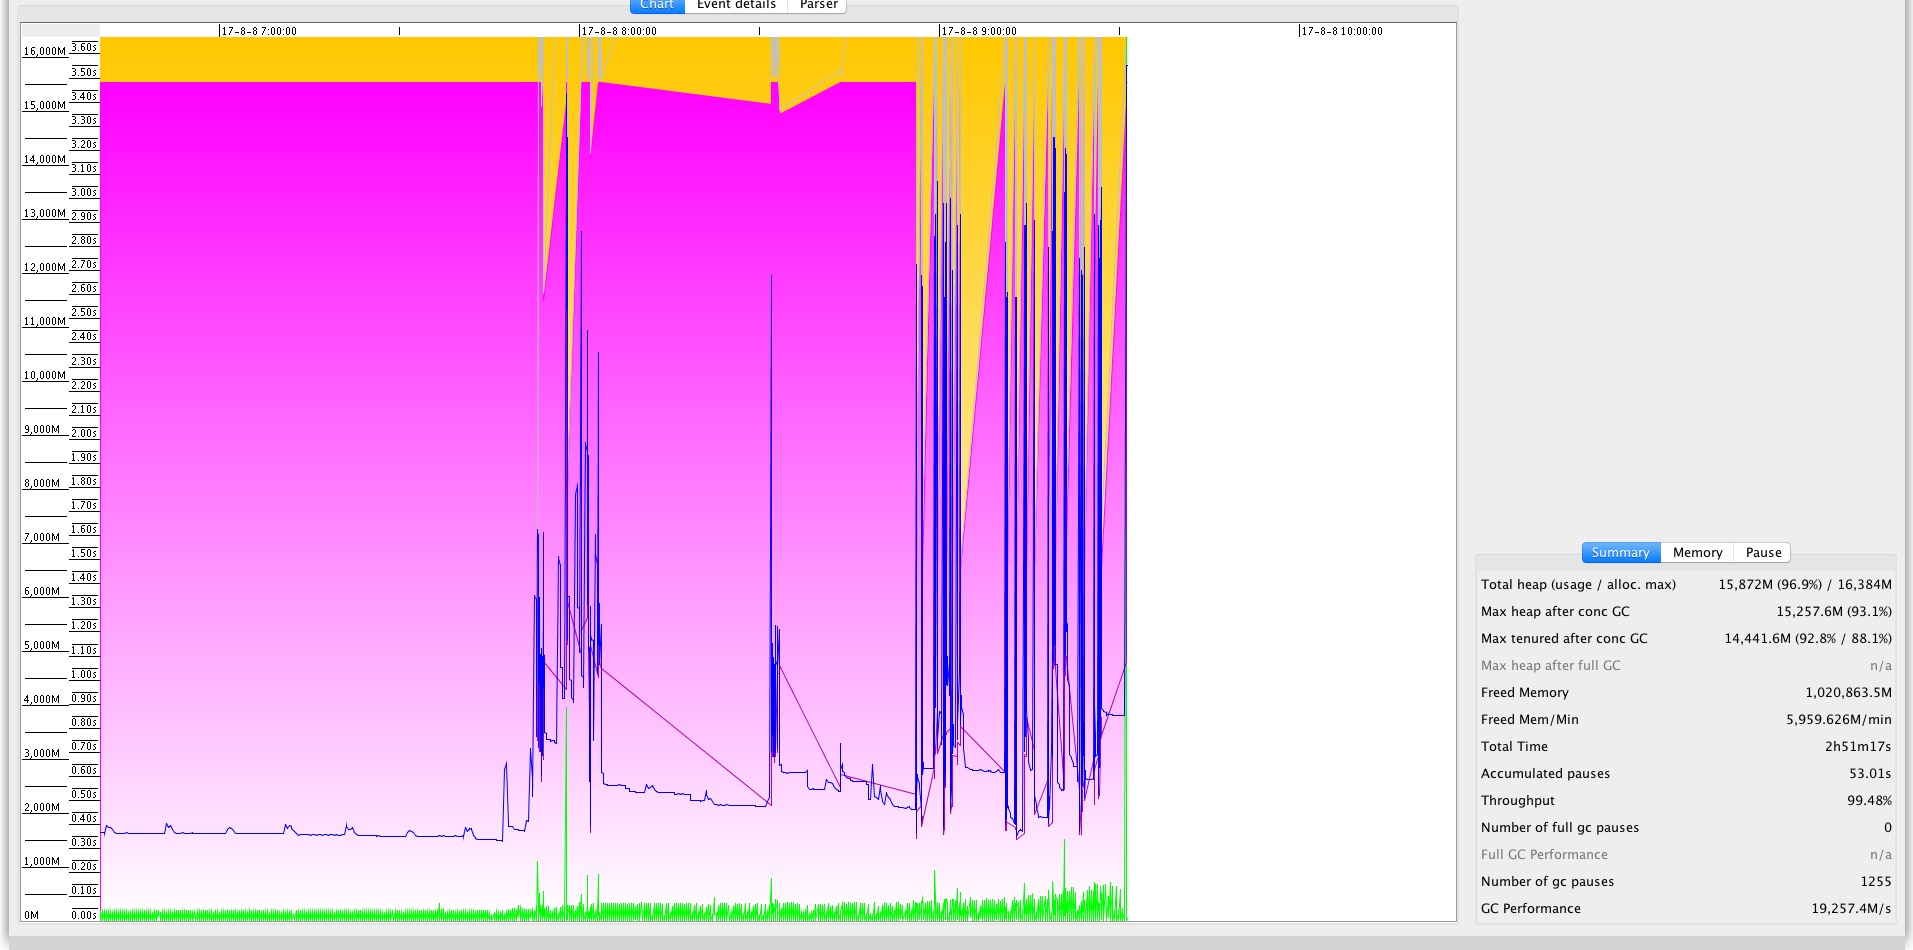 Chart Event details Parser
17-8-8 7:00:00 17-8-8 8:00:00 17-8-8 9:00:00 17-8-8 10:00:00
16,000M
15,000M
14,000M
13,000M
12,000M
11,000M
10,000M
9,000M
8,000M
7,000M
6,000M
5,000M
4,000M
3,000M
2,000M
1,000M
0M
3.60s
3.50s
3.40s
3.30s
3.20s
3.10s
3.00s
2.90s
2.80s
2.70s
2.60s
2.50s
2.40s
2.30s
2.20s
2.10s
2.00s
1.90s
1.80s
1.70s
1.60s
1.50s
1.40s
1.30s
1.20s
1.10s
1.00s
0.90s
0.80s
0.70s
0.60s
0.50s
0.40s
0.30s
0.20s
0.10s
0.00s
Summary Memory Pause
Total heap (usage / alloc. max) 15,872M (96.9%) / 16,384M
Max heap after conc GC 15,257.6M (93.1%)
Max tenured after conc GC 14,441.6M (92.8% / 88.1%)
Max heap after full GC n/a
Freed Memory 1,020,863.5M
Freed Mem/Min 5,959.626M/min
Total Time 2h51m17s
Accumulated pauses 53.01s
Throughput 99.48%
Number of full gc pauses 0
Full GC Performance n/a
Number of gc pauses 1255
GC Performance 19,257.4M/s